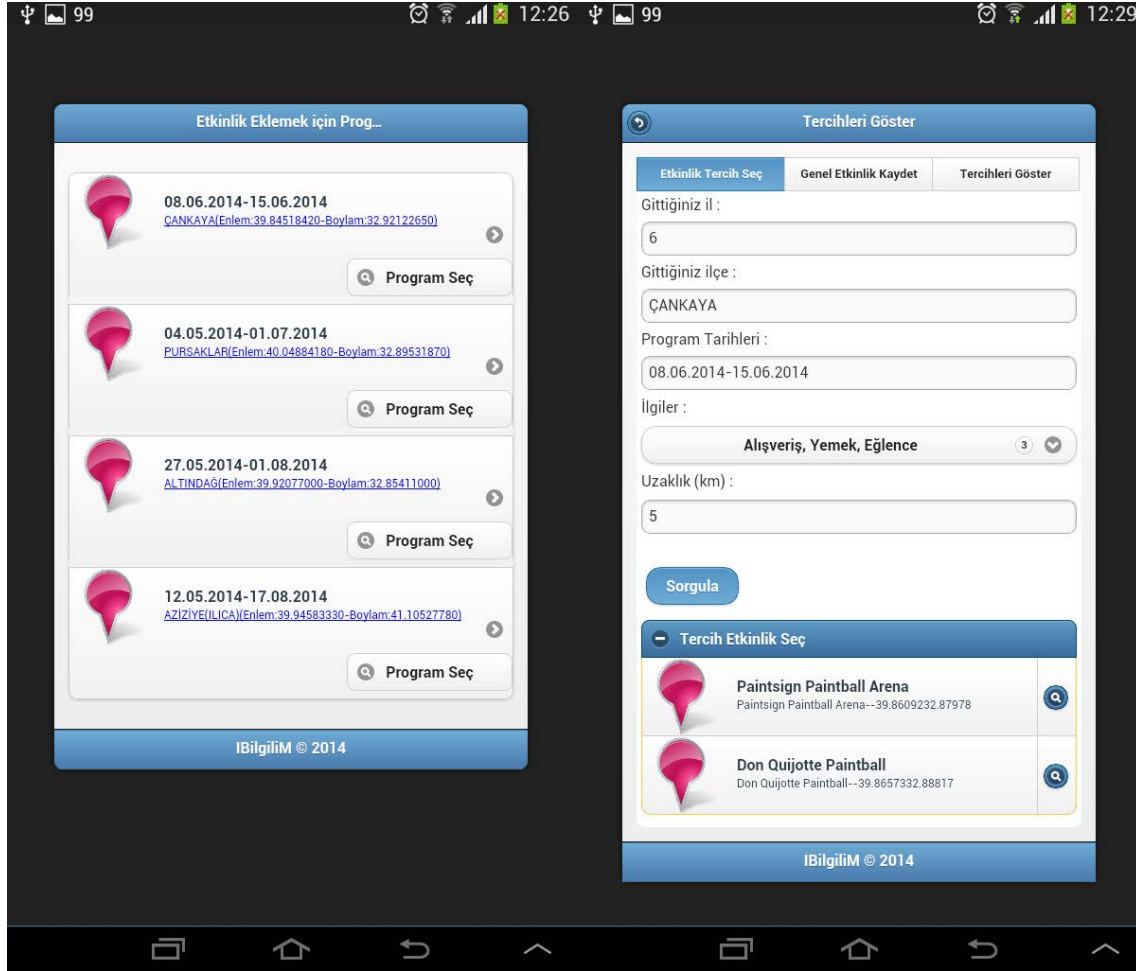 99
12:26
Etkinlik Eklemek için Prog...
08.06.2014-15.06.2014
ÇANKAYA(Enlem:39.84518420-Boylam:32.92122650)
Program Seç
04.05.2014-01.07.2014
PURSAKLAR(Enlem:40.04884180-Boylam:32.89531870)
Program Seç
27.05.2014-01.08.2014
ALTINDAĞ(Enlem:39.92077000-Boylam:32.85411000)
Program Seç
12.05.2014-17.08.2014
AZİZİYE(ILICA)(Enlem:39.94583330-Boylam:41.10527780)
Program Seç
IBilgiliM © 2014
99
12:29
Tercihleri Göster
Etkinlik Tercih Seç
Genel Etkinlik Kaydet
Tercihleri Göster
Gittiğiniz il :
6
Gittiğiniz ilçe :
ÇANKAYA
Program Tarihleri :
08.06.2014-15.06.2014
İlgiler :
Alışveriş, Yemek, Eğlence
3
Uzaklık (km) :
5
Sorgula
Tercih Etkinlik Seç
Paintsign Paintball Arena
Paintsign Paintball Arena--39.8609232.87978
Don Quijotte Paintball
Don Quijotte Paintball--39.8657332.88817
IBilgiliM © 2014